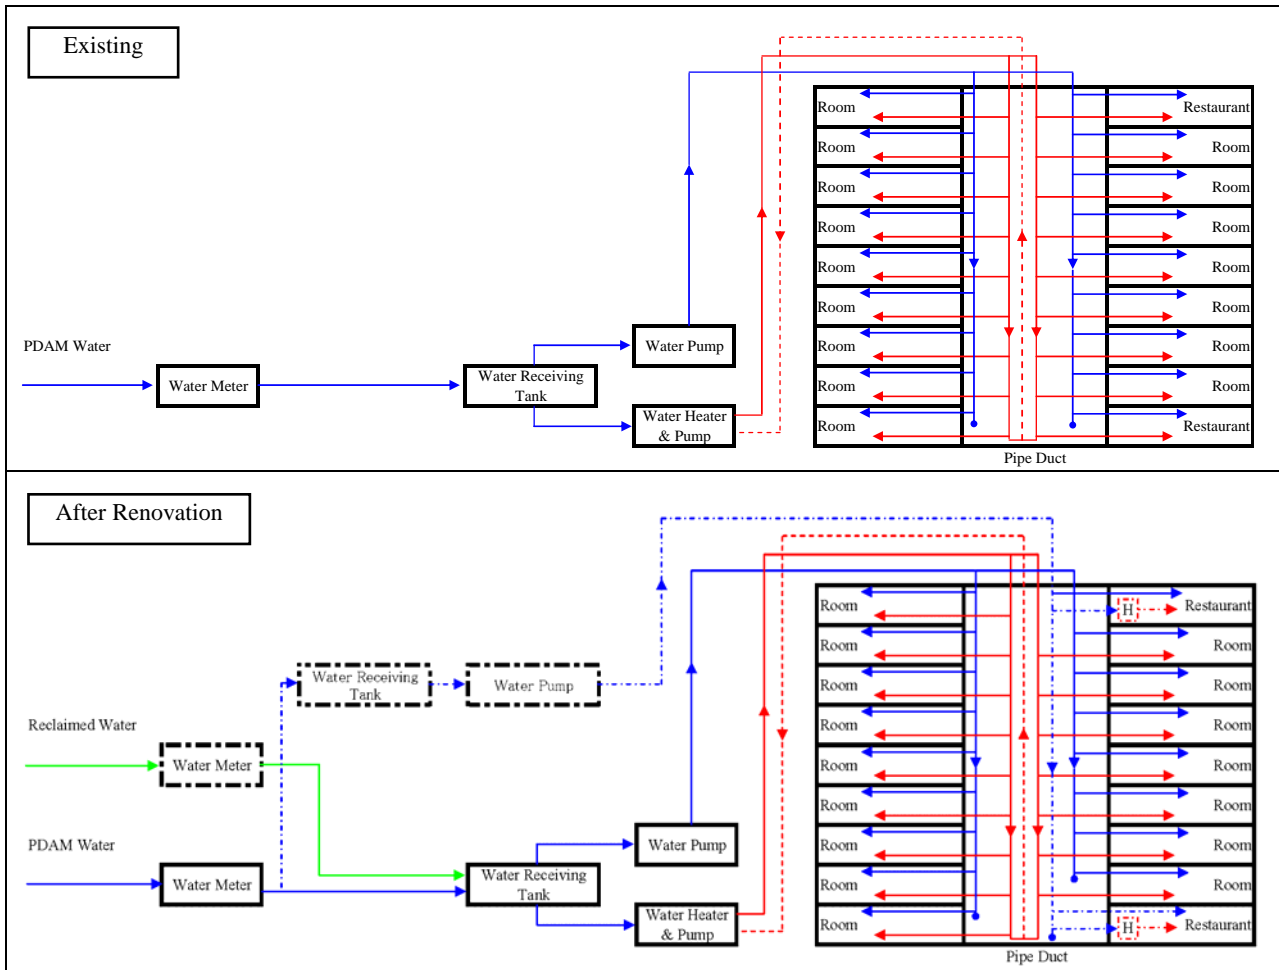 Existing
Room
Restaurant
Room
Room
Room
Room
Room
Room
Room
Room
Room
Room
PDAM Water
Water Pump
Room
Room
Water Meter
Water Receiving
Tank
Room
Room
Water Heater
& Pump
Room
Restaurant
Pipe Duct
After Renovation
Room
H
Restaurant
Room
Room
Water Receiving
Tank
Water Pump
Room
Room
Reclaimed Water
Room
Room
Water Meter
Room
Room
Room
Room
PDAM Water
Water Pump
Room
Room
Water Meter
Water Receiving
Tank
Room
Room
Water Heater
& Pump
Room
H
Restaurant
Pipe Duct